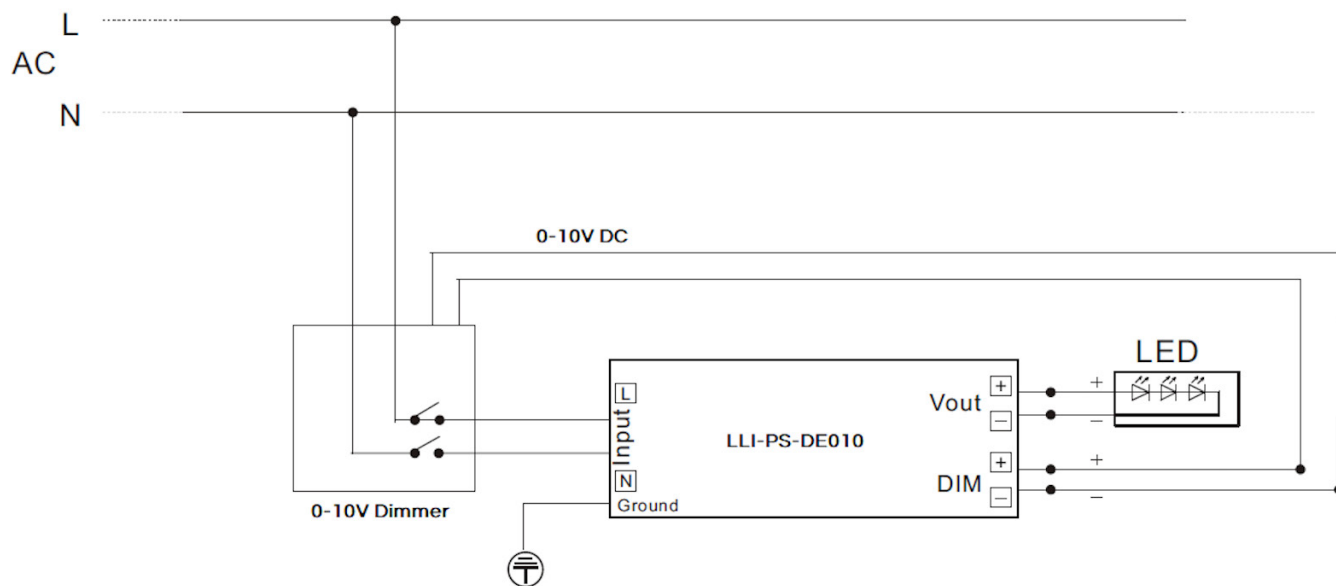 L
AC
N
0-10V DC
LED
L
+
+
Vout
Input
−
−
LLI-PS-DE010
+
+
N
DIM
−
−
Ground
0-10V Dimmer